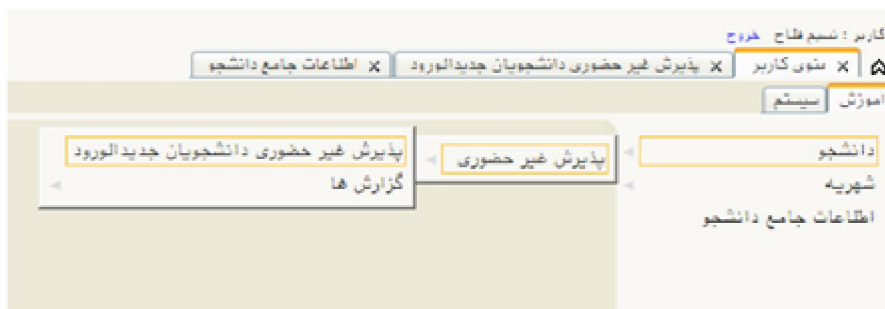 کاربر : نسیم فلاح خروج
منوی کاربر x پذیرش غیر حضوری دانشجویان جدیدالورود x اطلاعات جامع دانشجو x
آموزش سیستم
دانشجو
پذیرش غیر حضوری
پذیرش غیر حضوری دانشجویان جدیدالورود
شهریه
گزارش ها
اطلاعات جامع دانشجو